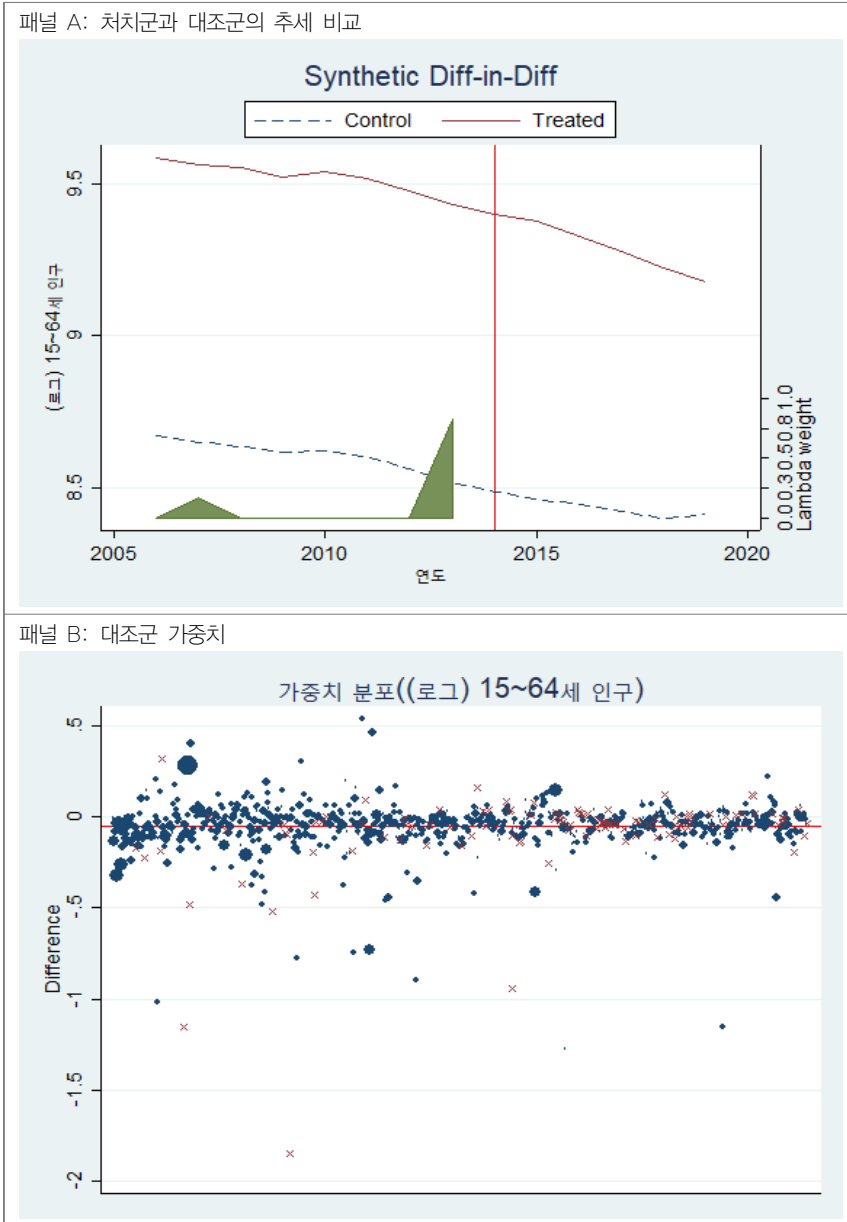 패널 A: 처치군과 대조군의 추세 비교
Synthetic Diff-in-Diff
Control
Treated
9.5
9
8.5
(로그) 15~64세 인구
0.00.30.50.81.0
Lambda weight
2005
2010
2015
2020
연도
패널 B: 대조군 가중치
가중치 분포((로그) 15~64세 인구)
.5
0
-.5
-1
-1.5
-2
Difference